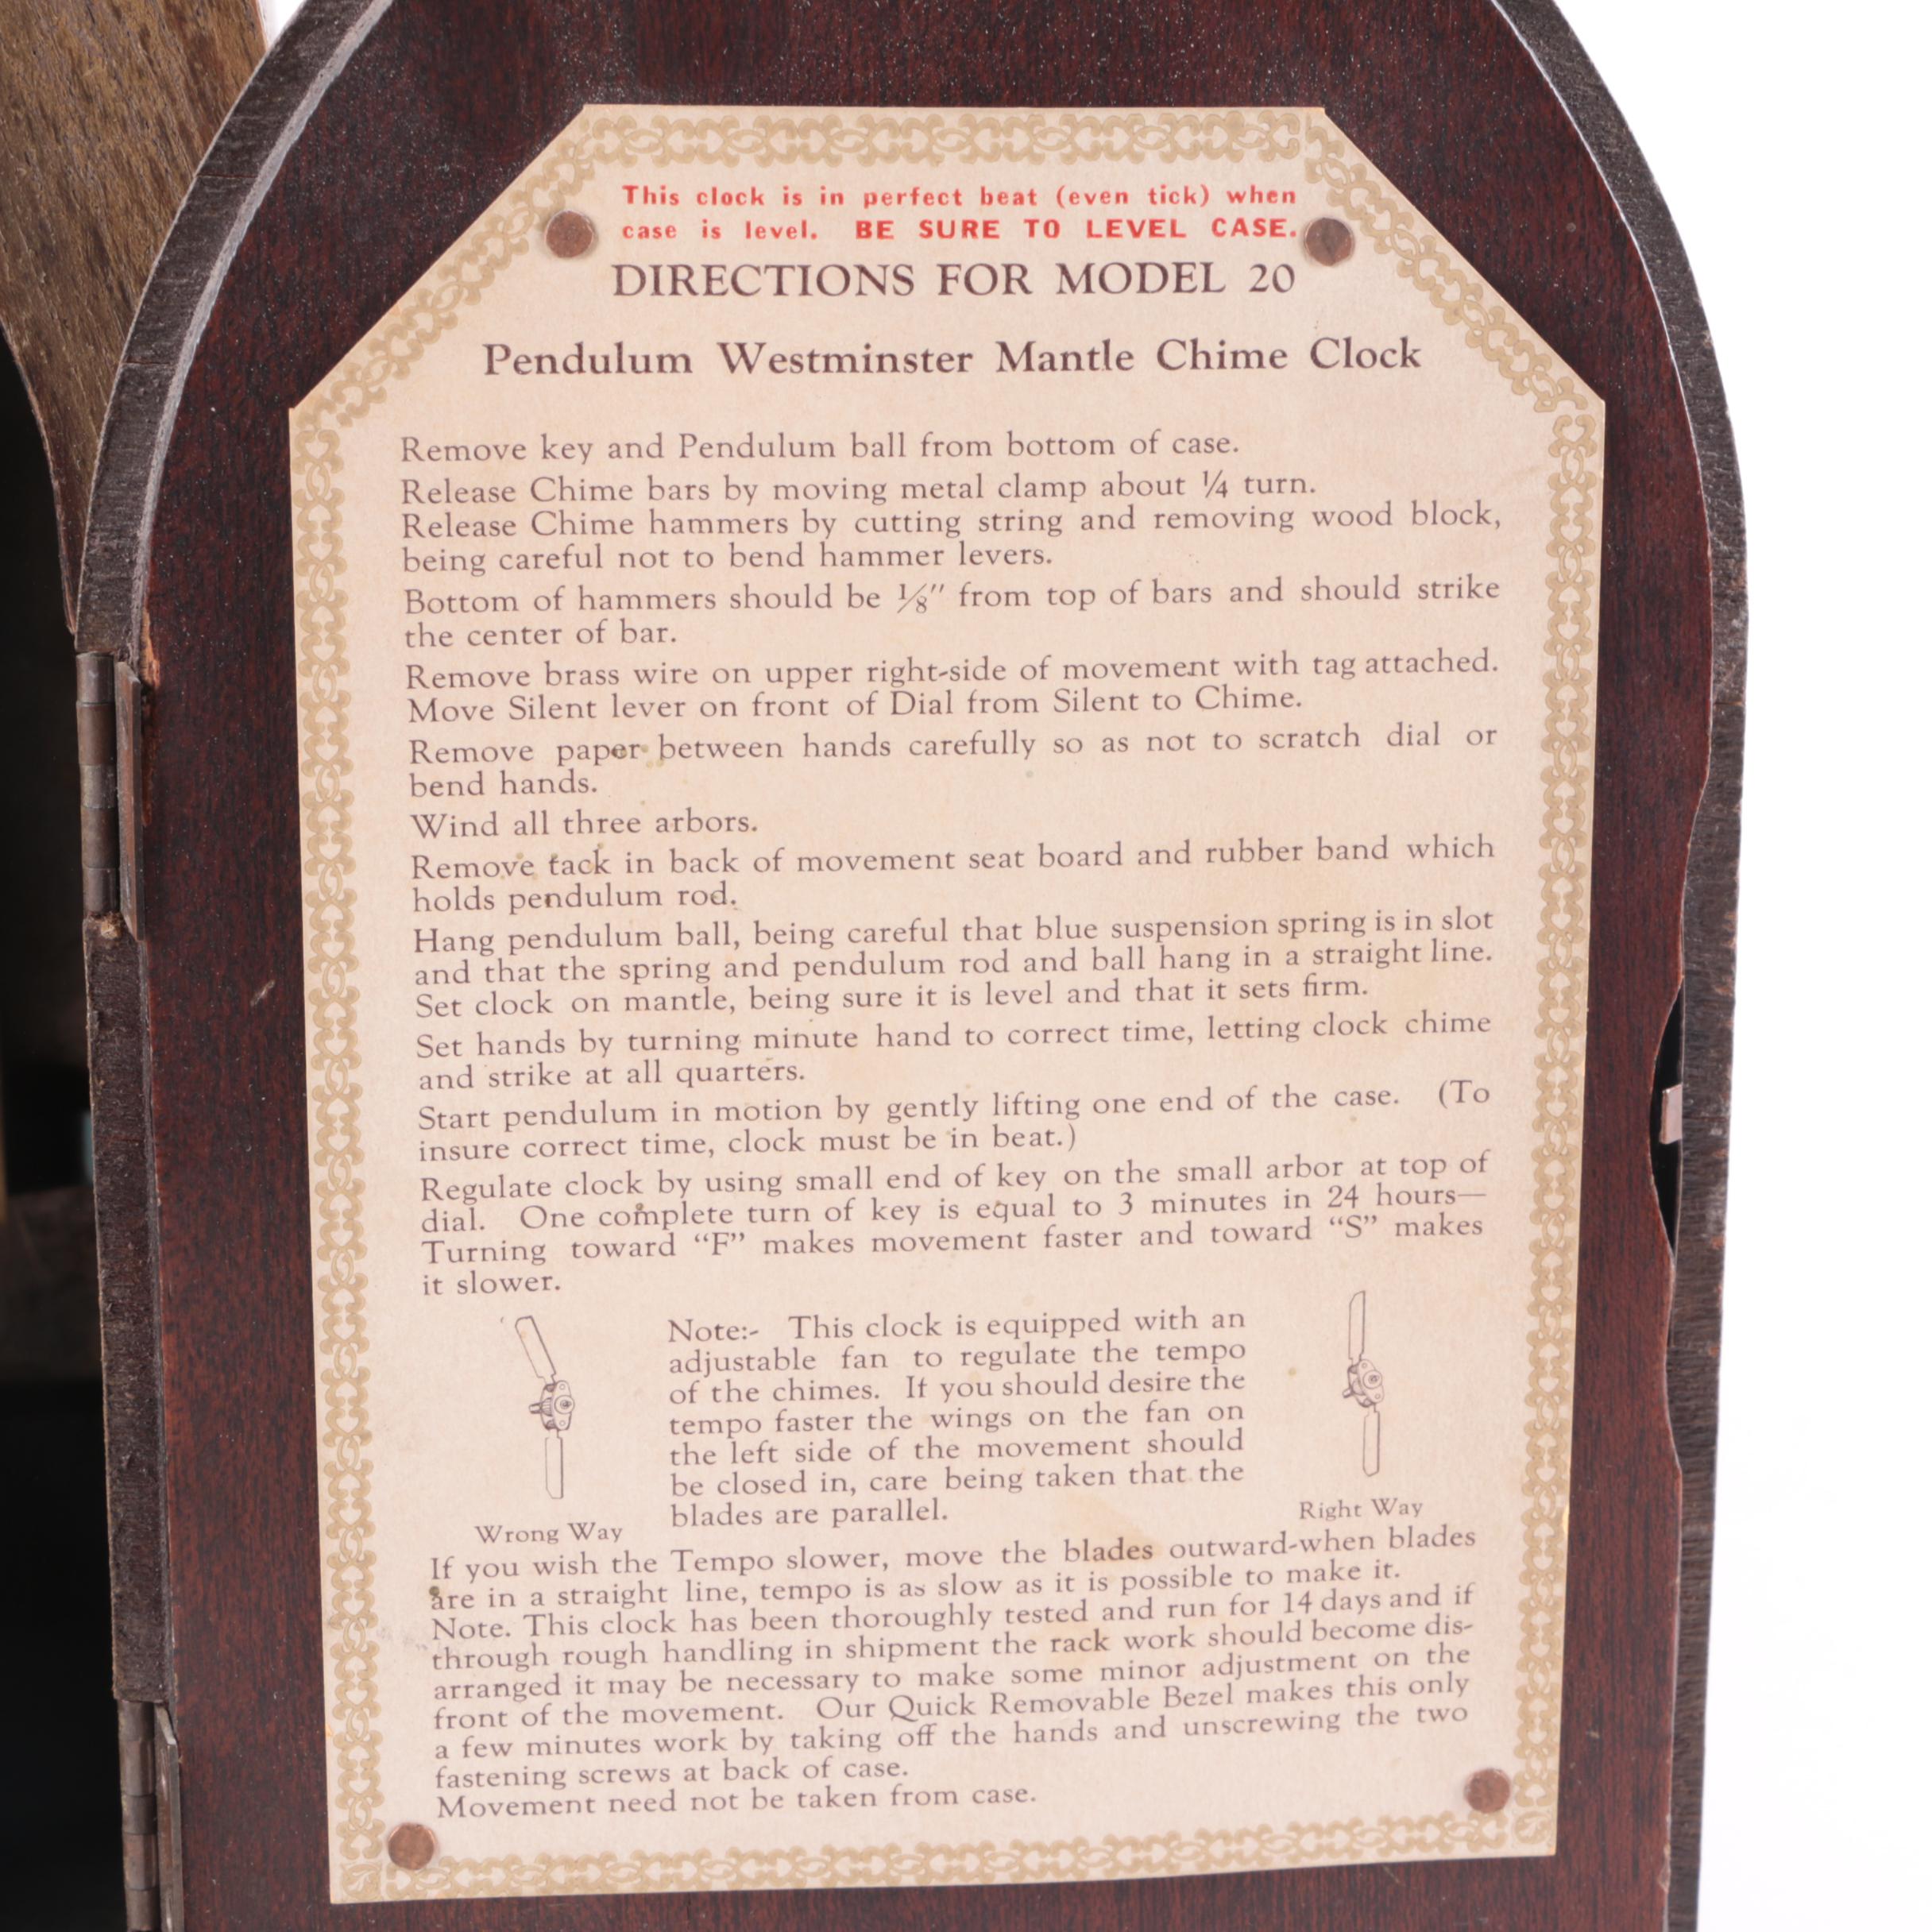 This clock is in perfect beat (even tick) when
case is level. BE SURE TO LEVEL CASE.
DIRECTIONS FOR MODEL 20
Pendulum Westminster Mantle Chime Clock
Remove key and Pendulum ball from bottom of case.
Release Chime bars by moving metal clamp about ¼ turn.
Release Chime hammers by cutting string and removing wood block,
being careful not to bend hammer levers.
Bottom of hammers should be ⅛″ from top of bars and should strike
the center of bar.
Remove brass wire on upper right-side of movement with tag attached.
Move Silent lever on front of Dial from Silent to Chime.
Remove paper between hands carefully so as not to scratch dial or
bend hands.
Wind all three arbors.
Remove tack in back of movement seat board and rubber band which
holds pendulum rod.
Hang pendulum ball, being careful that blue suspension spring is in slot
and that the spring and pendulum rod and ball hang in a straight line.
Set clock on mantle, being sure it is level and that it sets firm.
Set hands by turning minute hand to correct time, letting clock chime
and strike at all quarters.
Start pendulum in motion by gently lifting one end of the case. (To
insure correct time, clock must be in beat.)
Regulate clock by using small end of key on the small arbor at top of
dial. One complete turn of key is equal to 3 minutes in 24 hours—
Turning toward “F” makes movement faster and toward “S” makes
it slower.
Note:- This clock is equipped with an
adjustable fan to regulate the tempo
of the chimes. If you should desire the
tempo faster the wings on the fan on
the left side of the movement should
be closed in, care being taken that the
blades are parallel.
Wrong Way
Right Way
If you wish the Tempo slower, move the blades outward-when blades
are in a straight line, tempo is as slow as it is possible to make it.
Note. This clock has been thoroughly tested and run for 14 days and if
through rough handling in shipment the rack work should become dis-
arranged it may be necessary to make some minor adjustment on the
front of the movement. Our Quick Removable Bezel makes this only
a few minutes work by taking off the hands and unscrewing the two
fastening screws at back of case.
Movement need not be taken from case.